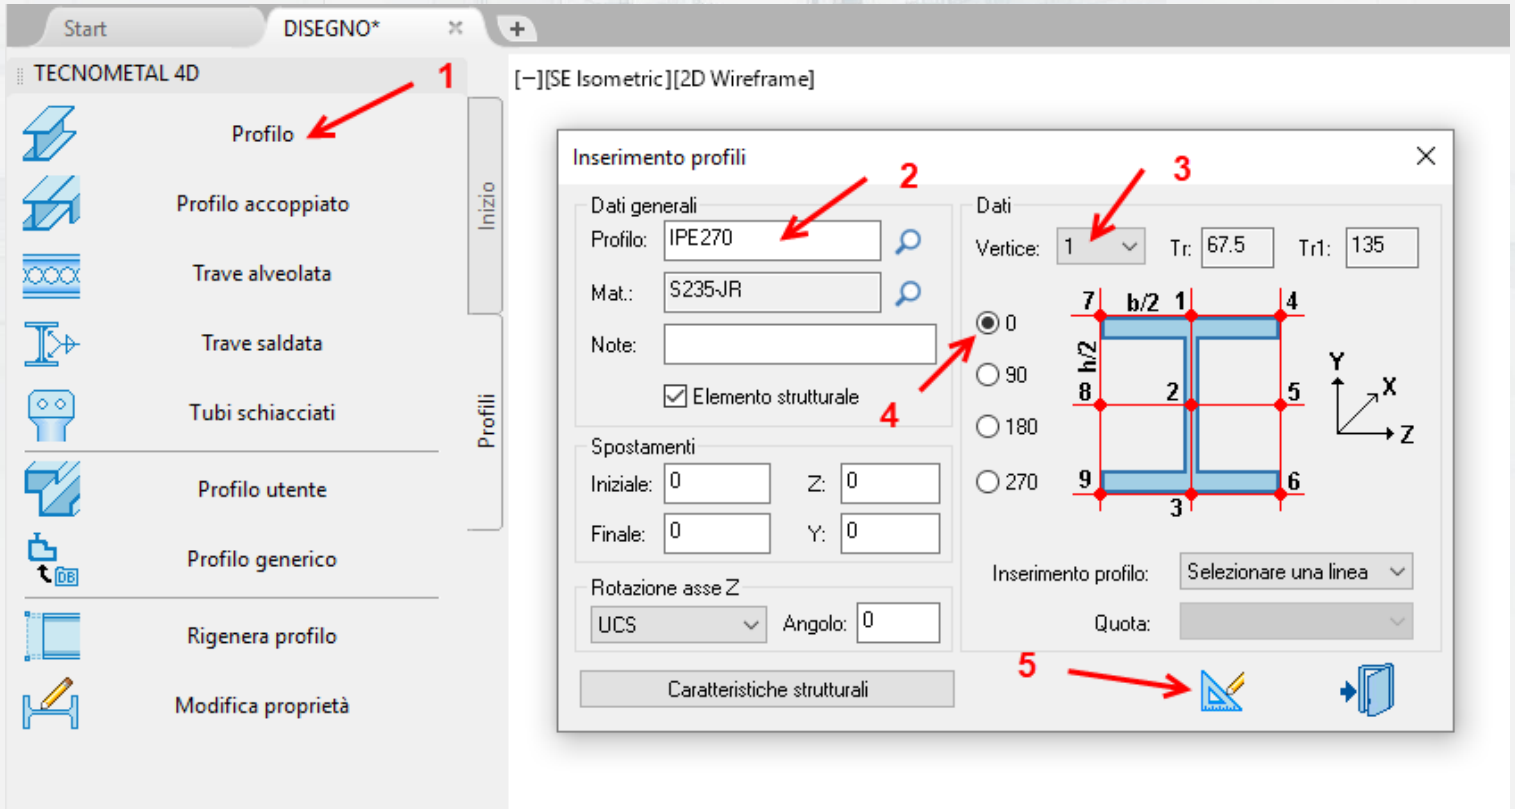 Start
DISEGNO*
TECNOMETAL 4D
1
Profilo
Profilo accoppiato
Trave alveolata
Trave saldata
Tubi schiacciati
Profilo utente
DB
Profilo generico
Rigenera profilo
Modifica proprietà
Inizio
Profili
[−][SE Isometric][2D Wireframe]
Inserimento profili
2
3
Dati generali
Profilo: IPE270
Mat.: S235-JR
Note:
Elemento strutturale
4
Spostamenti
Iniziale: 0 Z: 0
Finale: 0 Y: 0
Rotazione asse Z
UCS Angolo: 0
Caratteristiche strutturali
Dati
Vertice: 1 Tr: 67.5 Tr1: 135
0
90
180
270
7 b/2 1 4
h/2
8 2 5
9 3 6
Y
X
Z
Inserimento profilo: Selezionare una linea
Quota:
5